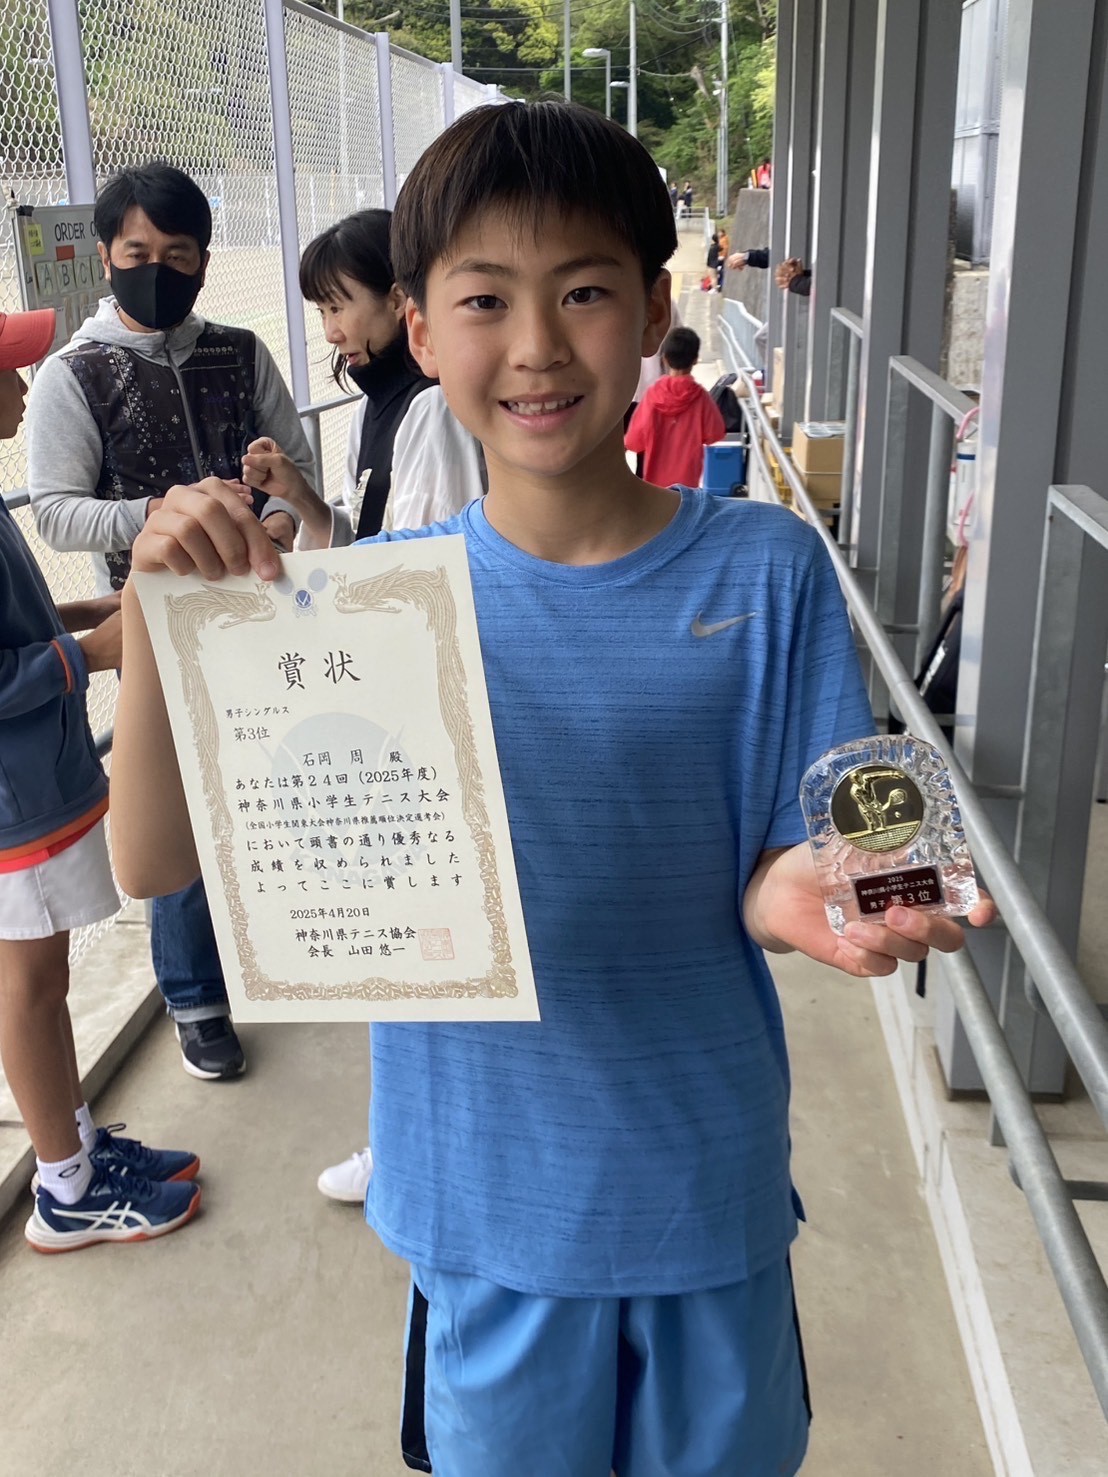 ORDER O
A B C D
賞状
男子シングルス
第3位
石岡 周 殿
あなたは第24回(2025年度)
神奈川県小学生テニス大会
(全国小学生関東大会神奈川県推薦順位決定選考会)
において頭書の通り優秀なる
成績を収められました
よってここに賞します
2025年4月20日
神奈川県テニス協会
会長 山田 悠一
2025
神奈川県小学生テニス大会
男子 第3位